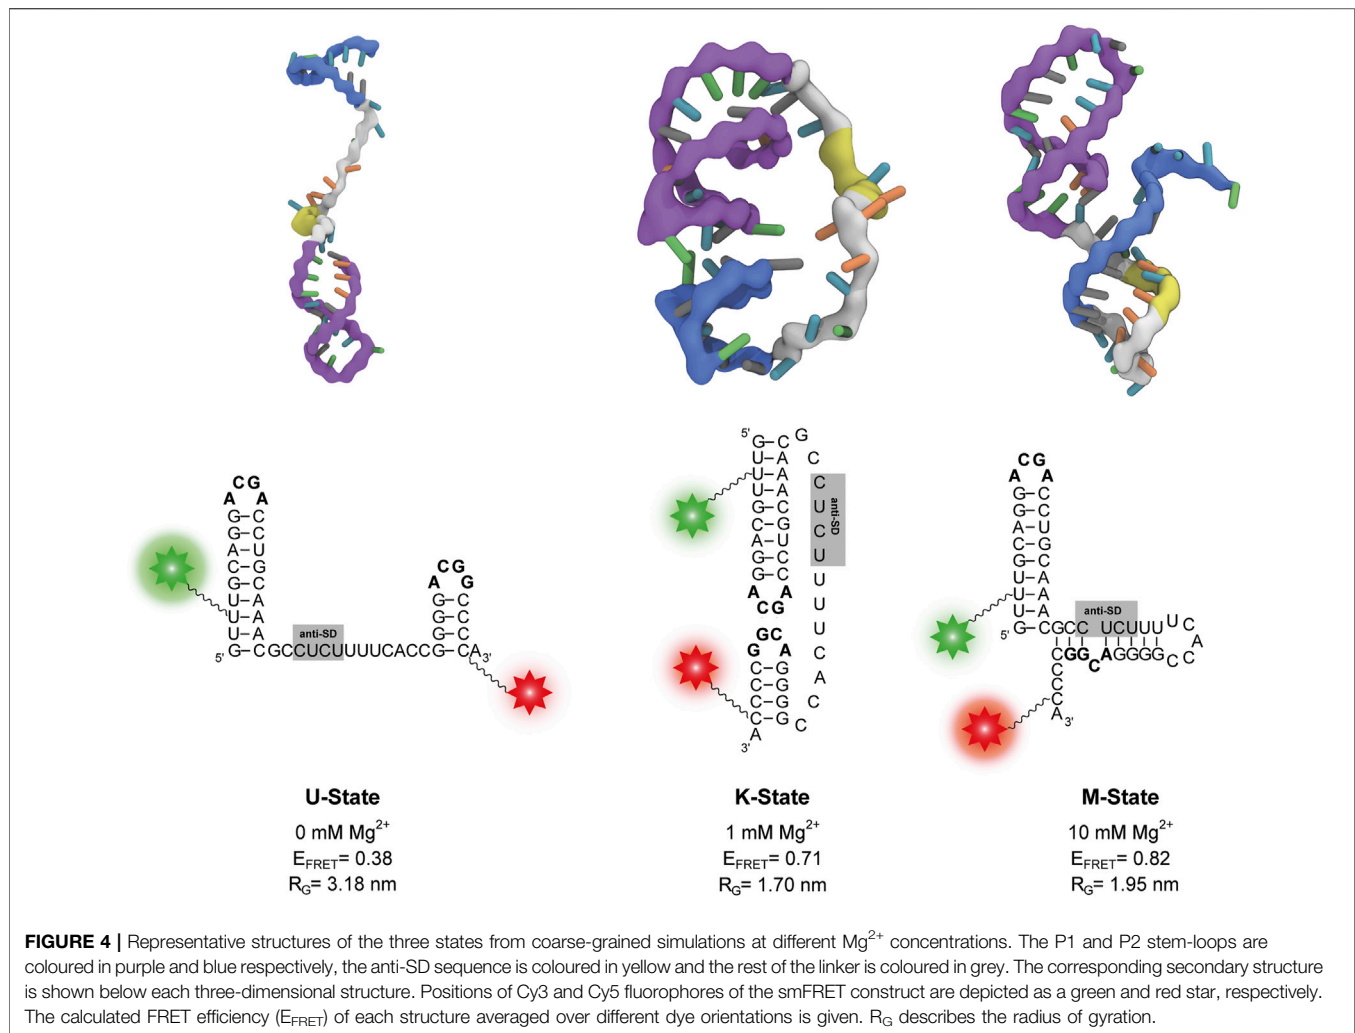 A C G A
G–C
G–C
A–U
C–G
G–C
U–A
U–A
U–A
5' G–C G C C U C U U U U C A C C G–C A 3'
anti-SD
A C G G
G–C
G–C
G–C
5' G–C G
U–A C
U–A C
U–A U
G–C C
C–G U
A–U U
G–C U
G–C U
A A U
C G C
G C A
G A C
C–G
C–G
C–G
C–G C
A
3'
anti-SD
A C G A
G–C
G–C
A–U
C–G
G–C
U–A
U–A
U–A
5' G–C G C C U C U U U U C A
anti-SD
C G G C A G G G G C C
C
C
C
A 3'
U-State
0 mM Mg2+
EFRET= 0.38
RG= 3.18 nm
K-State
1 mM Mg2+
EFRET= 0.71
RG= 1.70 nm
M-State
10 mM Mg2+
EFRET= 0.82
RG= 1.95 nm
FIGURE 4 | Representative structures of the three states from coarse-grained simulations at different Mg2+ concentrations. The P1 and P2 stem-loops are
coloured in purple and blue respectively, the anti-SD sequence is coloured in yellow and the rest of the linker is coloured in grey. The corresponding secondary structure
is shown below each three-dimensional structure. Positions of Cy3 and Cy5 fluorophores of the smFRET construct are depicted as a green and red star, respectively.
The calculated FRET efficiency (EFRET) of each structure averaged over different dye orientations is given. RG describes the radius of gyration.